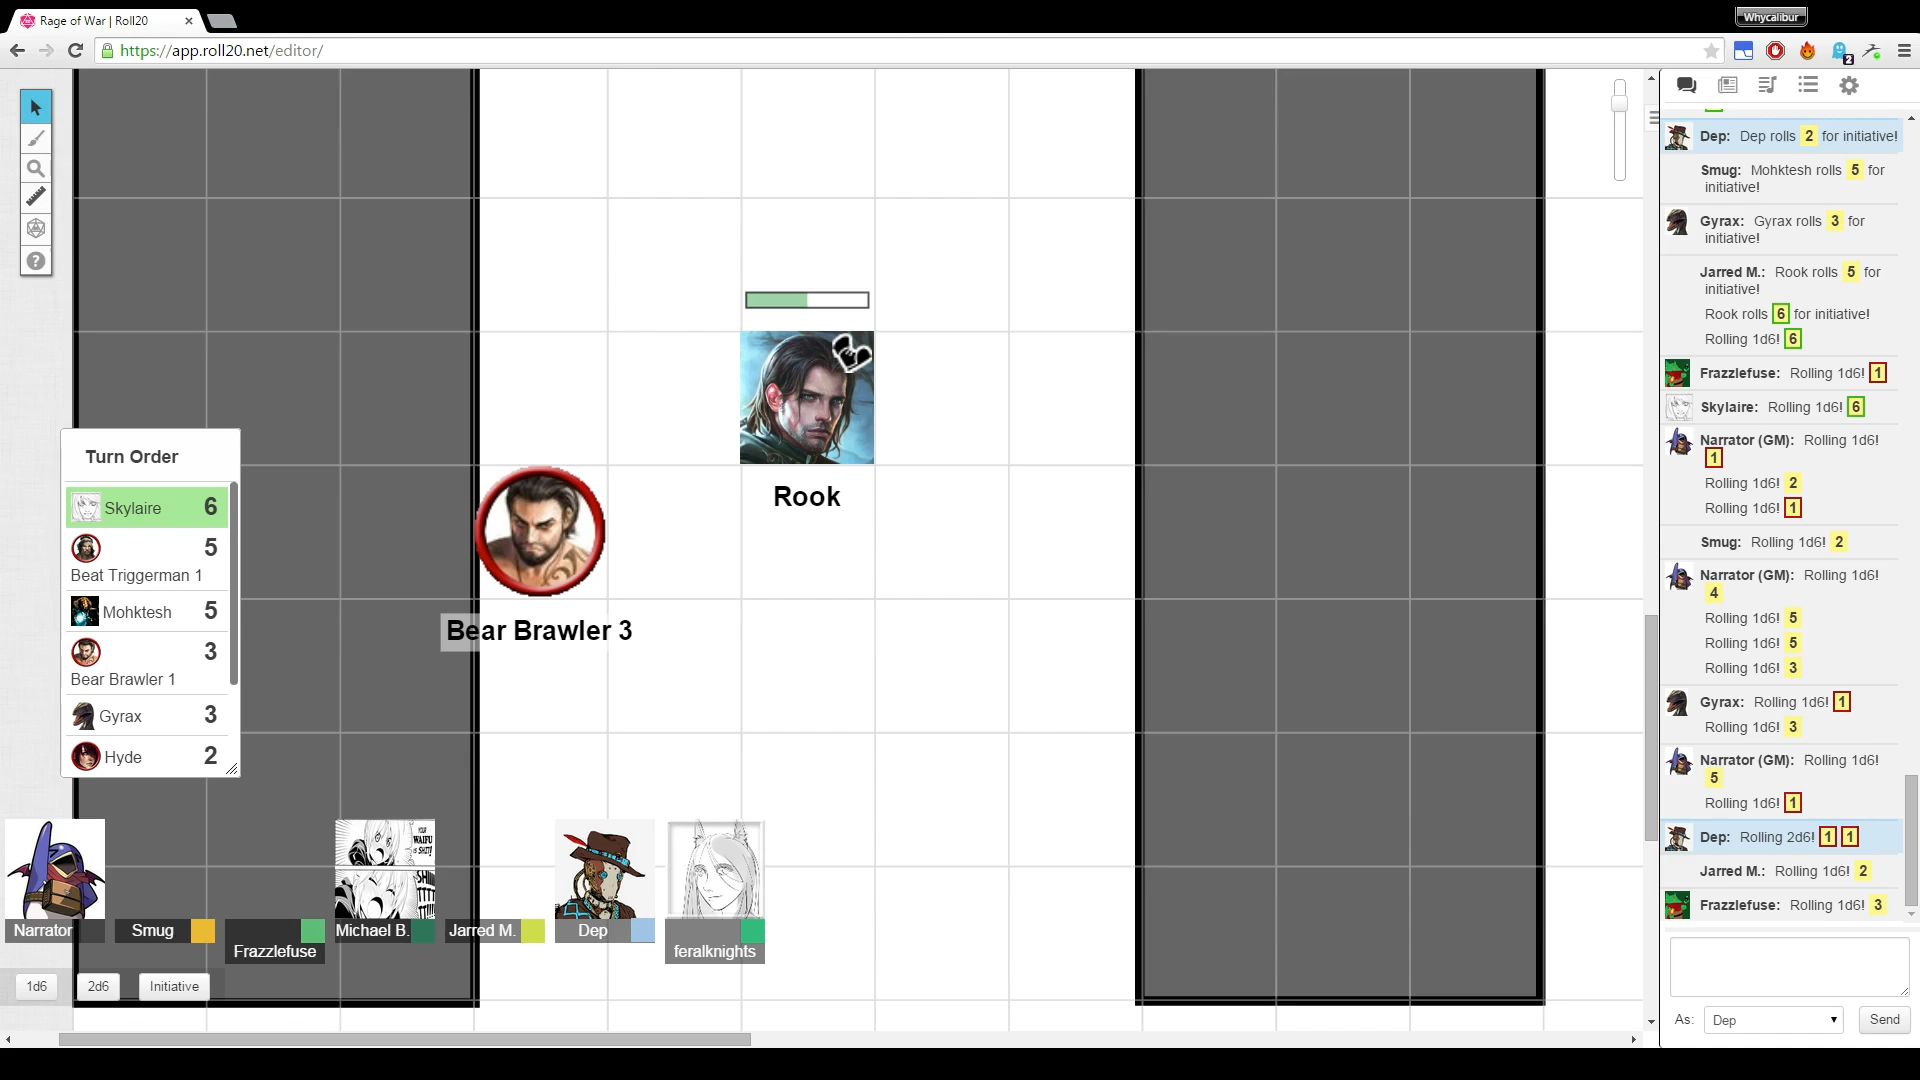 Whycalibur
Rage of War | Roll20
https://app.roll20.net/editor/
2
Rook
Bear Brawler 3
Turn Order
Skylaire 6
5
Beat Triggerman 1
Mohktesh 5
3
Bear Brawler 1
Gyrax 3
Hyde 2
YOUR
WAIFU
IS SHIT!
Narrator
Smug
Frazzlefuse
Michael B.
Jarred M.
Dep
feralknights
1d6 2d6 Initiative
Dep: Dep rolls 2 for initiative!
Smug: Mohktesh rolls 5 for
initiative!
Gyrax: Gyrax rolls 3 for
initiative!
Jarred M.: Rook rolls 5 for
initiative!
Rook rolls 6 for initiative!
Rolling 1d6! 6
Frazzlefuse: Rolling 1d6! 1
Skylaire: Rolling 1d6! 6
Narrator (GM): Rolling 1d6!
1
Rolling 1d6! 2
Rolling 1d6! 1
Smug: Rolling 1d6! 2
Narrator (GM): Rolling 1d6!
4
Rolling 1d6! 5
Rolling 1d6! 5
Rolling 1d6! 3
Gyrax: Rolling 1d6! 1
Rolling 1d6! 3
Narrator (GM): Rolling 1d6!
5
Rolling 1d6! 1
Dep: Rolling 2d6! 1 1
Jarred M.: Rolling 1d6! 2
Frazzlefuse: Rolling 1d6! 3
As: Dep Send